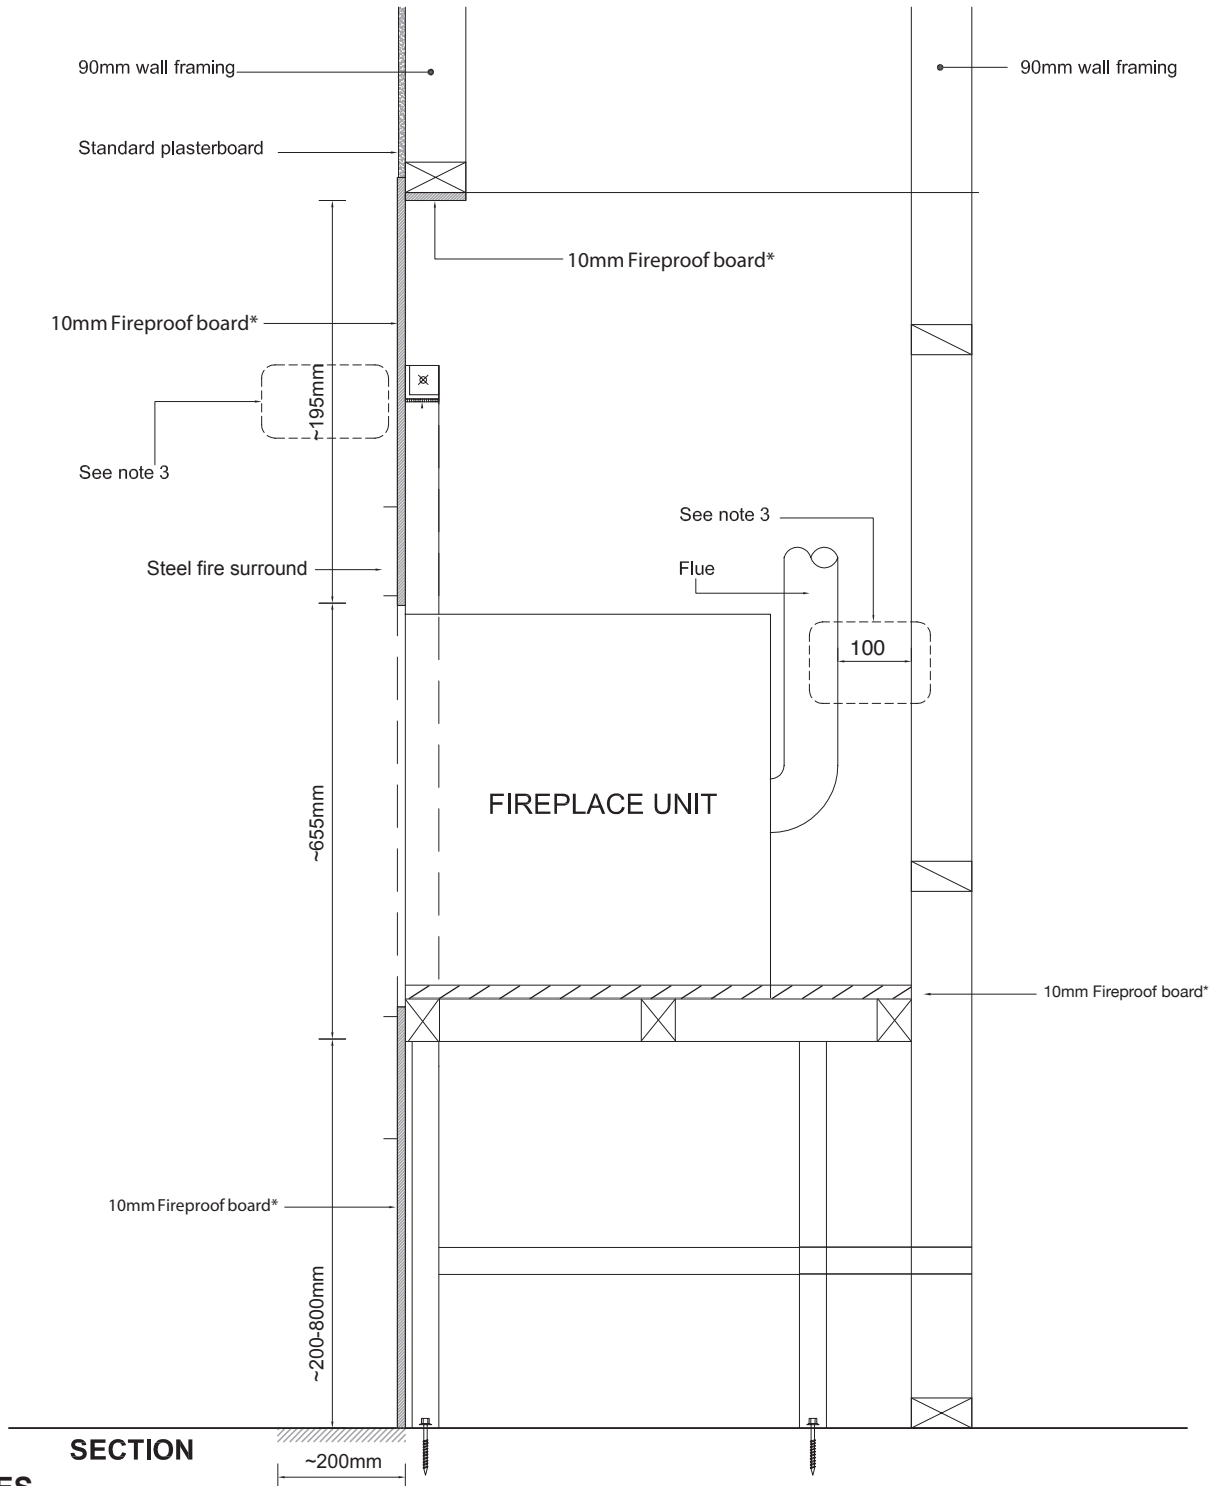 90mm wall framing
90mm wall framing
Standard plasterboard
10mm Fireproof board*
10mm Fireproof board*
~195mm
See note 3
See note 3
Steel fire surround
Flue
100
FIREPLACE UNIT
~655mm
10mm Fireproof board*
10mm Fireproof board*
~200-800mm
SECTION
~200mm